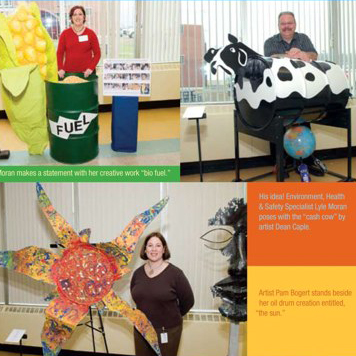 FUEL
Moran makes a statement with her creative work "bio fuel."
His idea! Environment, Health
& Safety Specialist Lyle Moran
poses with the "cash cow" by
artist Dean Caple.
Artist Pam Bogert stands beside
her oil drum creation entitled,
"the sun."